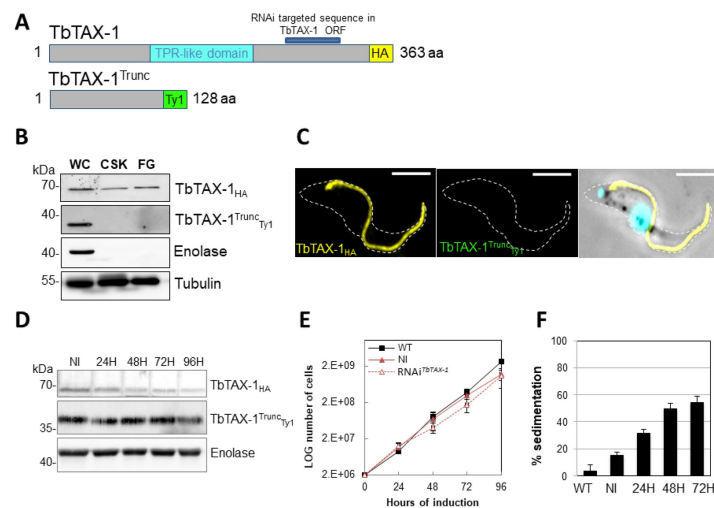 A
RNAi targeted sequence in
TbTAX-1 ORF
TbTAX-1
1 TPR-like domain HA 363 aa
TbTAX-1Trunc
1 Ty1 128 aa
B
kDa WC CSK FG
70- TbTAX-1HA
40- TbTAX-1TruncTy1
40- Enolase
55- Tubulin
C
TbTAX-1HA
TbTAX-1TruncTy1
D
kDa NI 24H 48H 72H 96H
70- TbTAX-1HA
35- TbTAX-1TruncTy1
40- Enolase
E
WT
NI
RNAiTbTAX-1
LOG number of cells
2.E+09
2.E+08
2.E+07
2.E+06
0 24 48 72 96
Hours of induction
F
% sedimentation
100
80
60
40
20
0
WT NI 24H 48H 72H